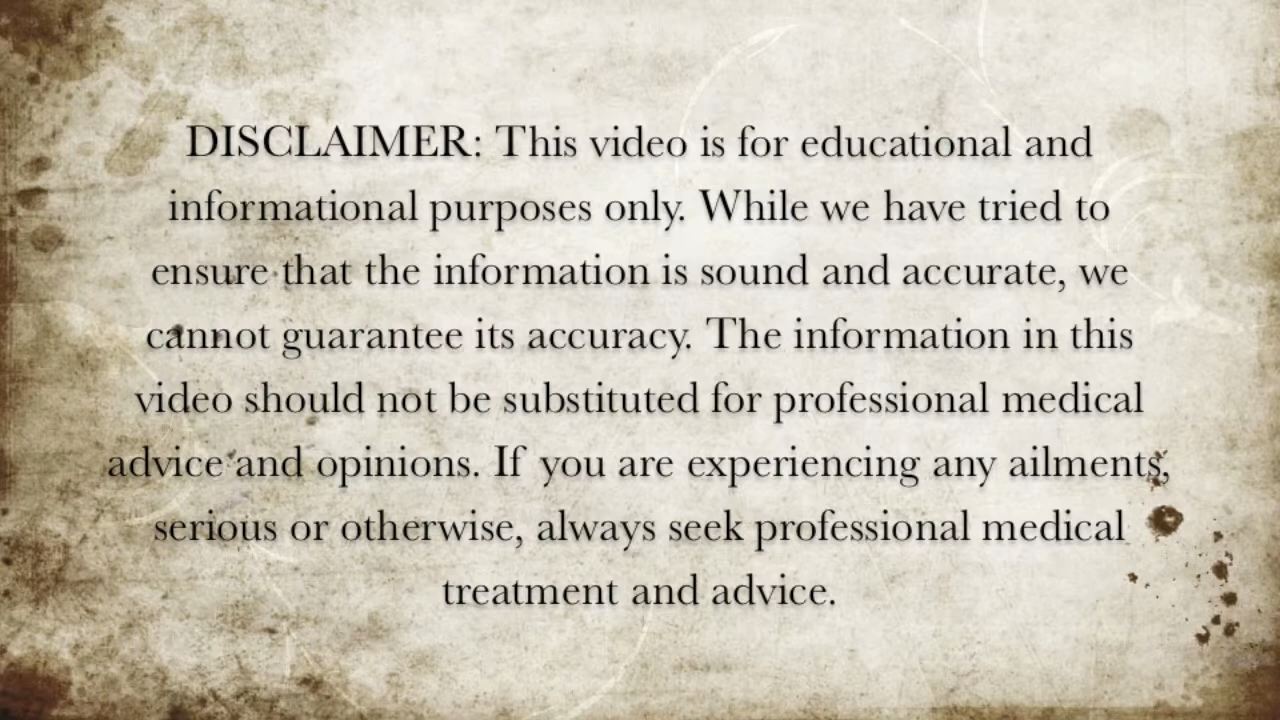 DISCLAIMER: This video is for educational and
informational purposes only. While we have tried to
ensure that the information is sound and accurate, we
cannot guarantee its accuracy. The information in this
video should not be substituted for professional medical
advice and opinions. If you are experiencing any ailments,
serious or otherwise, always seek professional medical
treatment and advice.